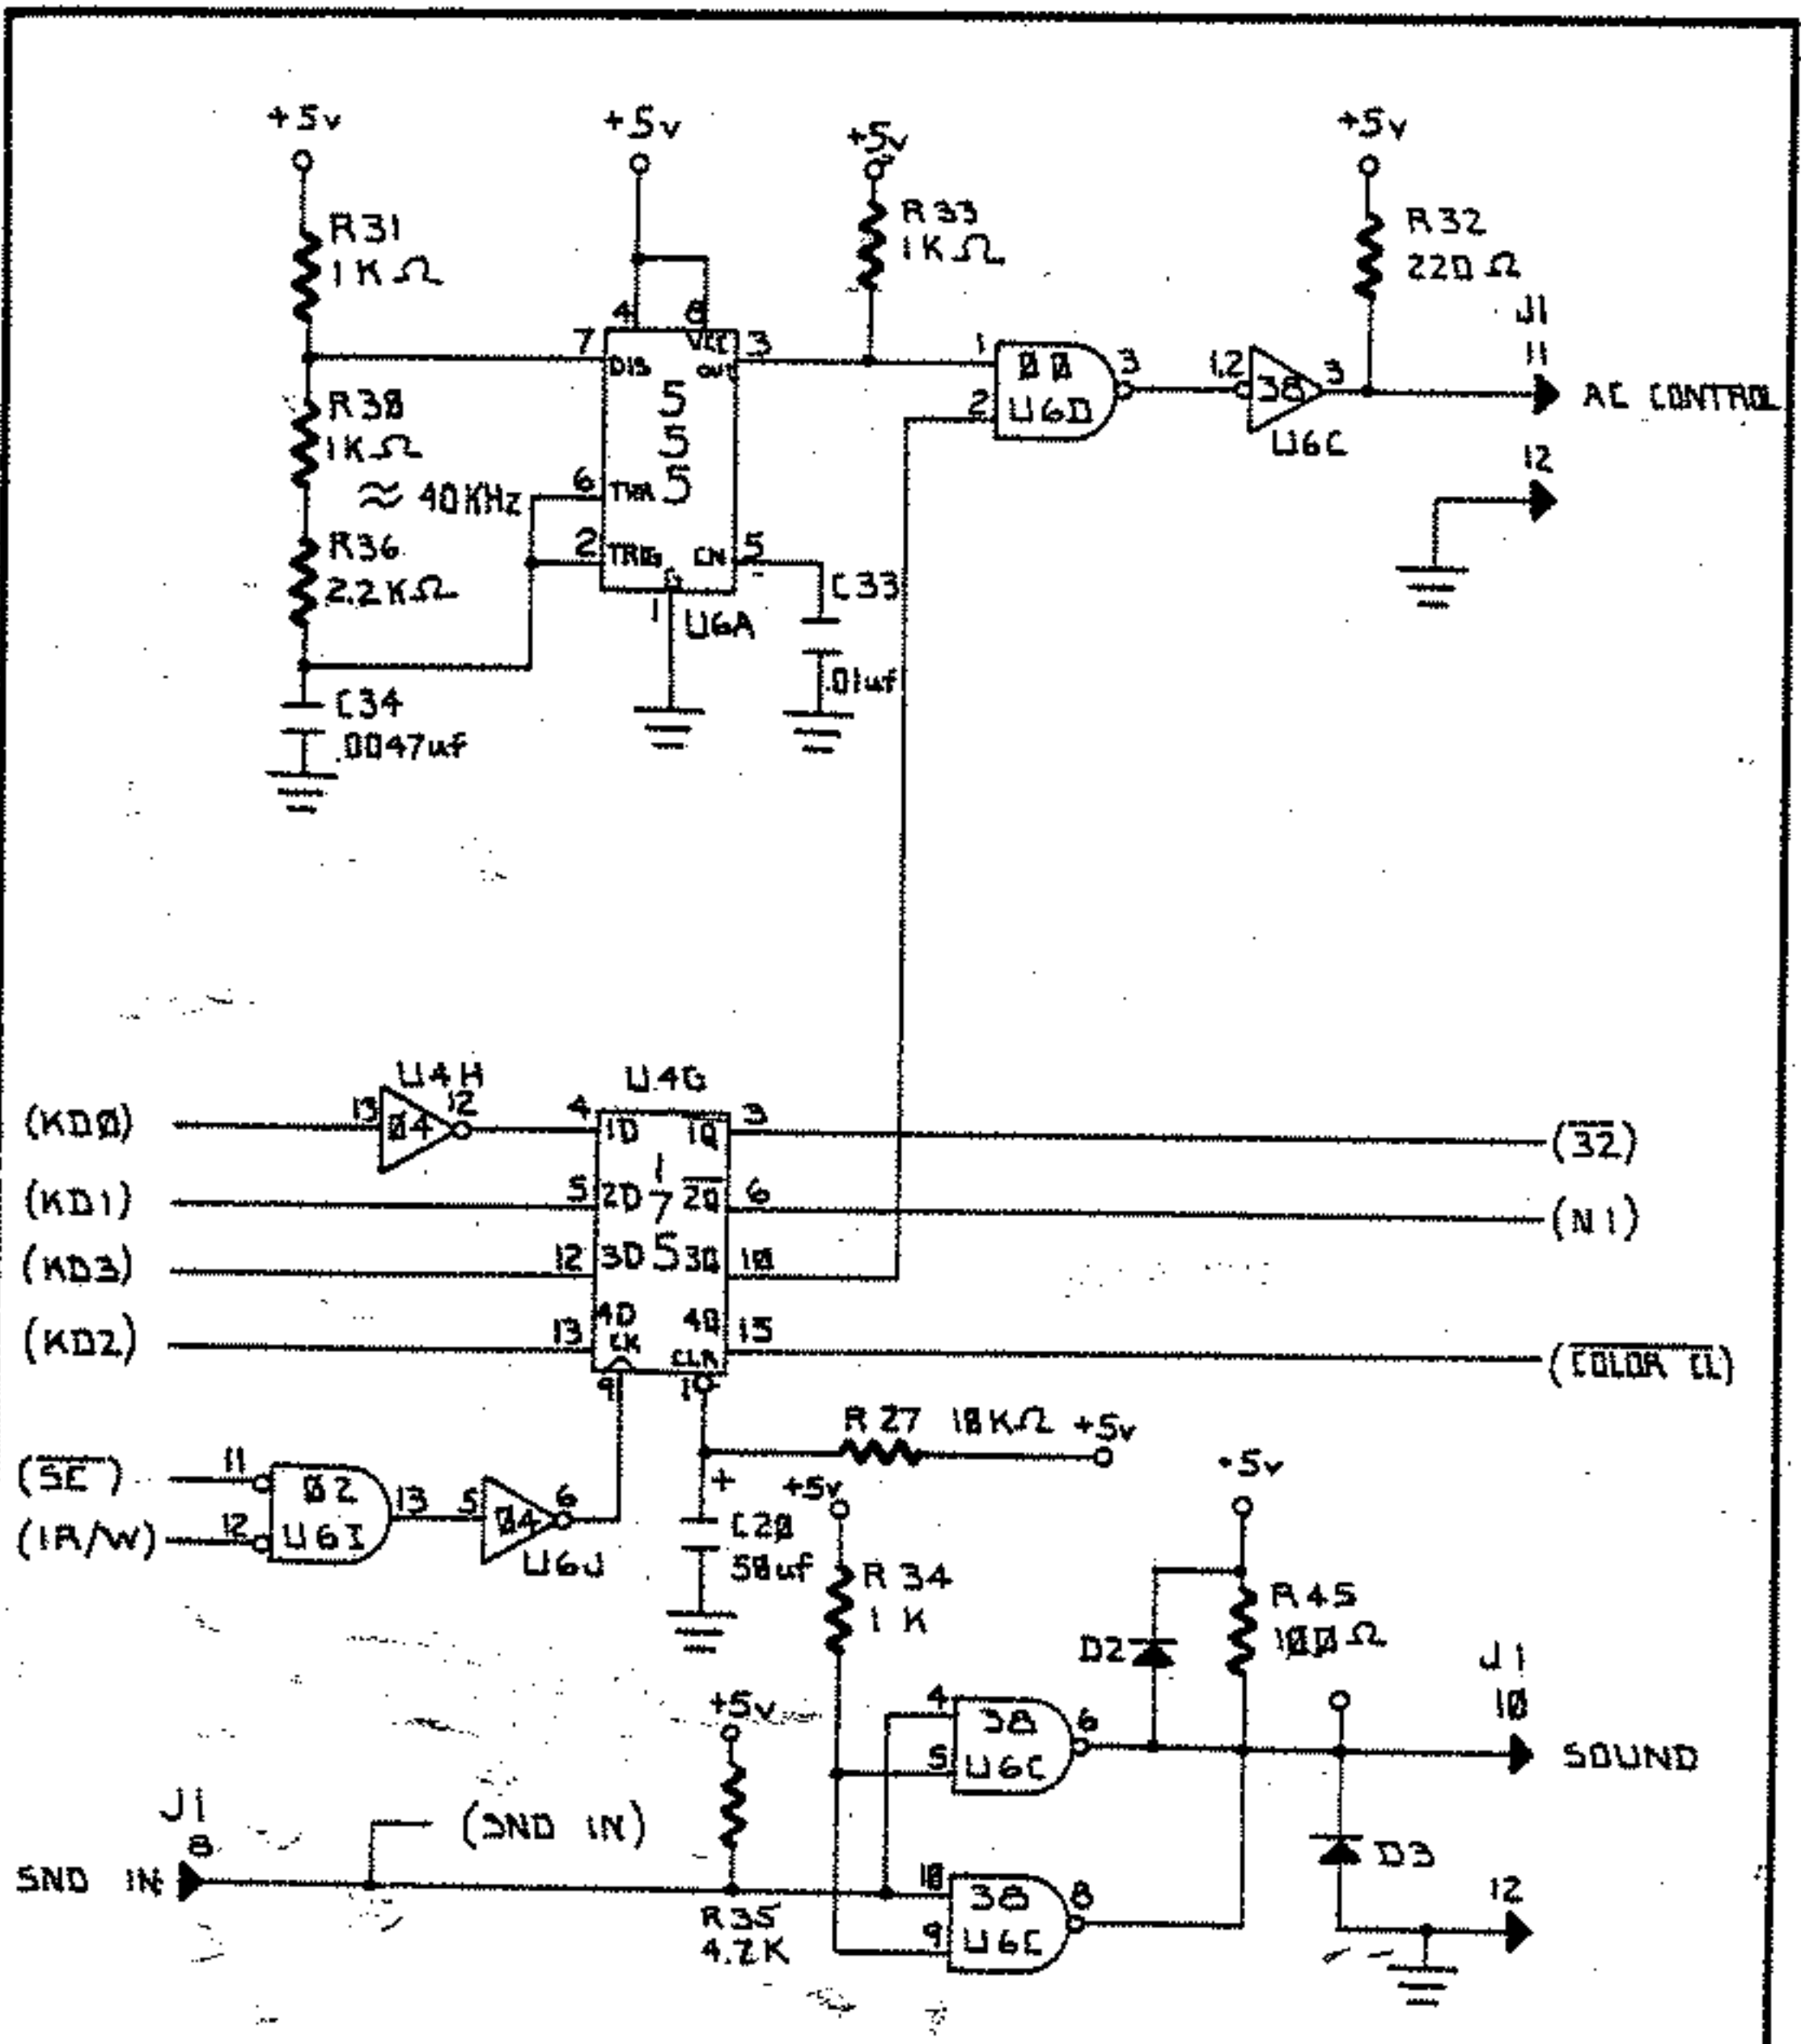 +5v +5v +5v +5v
R31
1KΩ
R33
1KΩ
R32
220Ω
J1
11
AC CONTROL
12
4 8
7 DIS VCC OUT 3
555
6 THR
2 TRIG CN 5
G
1
U6A
R38
1KΩ
≈ 40KHz
R36
2.2KΩ
C34
.0047uf
C33
.01uf
1
2
00
U6D
3
1,2 38 3
U6C
U4H
(KD0) 13 04 12
U4G
4 1D 1Q 3 (32)
(KD1) 5 2D 2Q 6 (N1)
175
(KD3) 12 3D 3Q 10
(KD2) 13 4D 4Q 15 (COLOR CL)
CK CLR
9 1
R27 10KΩ +5v
(SE) 11
(1R/W) 12
02
U6I
13 5 04 6
U6J
+
C20
50uf
+5v
R34
1K
+5v
D2
R45
100Ω
J1
10
SOUND
4
5
38
U6C
6
+5v
R35
4.7K
J1
8
SND IN
(SND IN)
10
9
38
U6C
8
D3
12